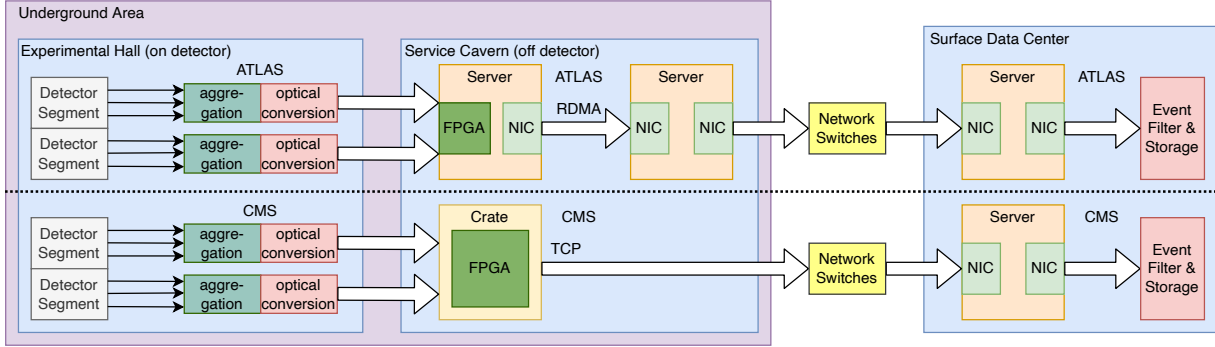 Underground Area
Experimental Hall (on detector)
Service Cavern (off detector)
Surface Data Center
ATLAS
Detector
Segment
Detector
Segment
aggre-
gation
optical
conversion
aggre-
gation
optical
conversion
Server
FPGA
NIC
ATLAS
RDMA
Server
NIC
NIC
Network
Switches
Server
NIC
NIC
ATLAS
Event
Filter &
Storage
CMS
Detector
Segment
Detector
Segment
aggre-
gation
optical
conversion
aggre-
gation
optical
conversion
Crate
FPGA
CMS
TCP
Network
Switches
Server
NIC
NIC
CMS
Event
Filter &
Storage